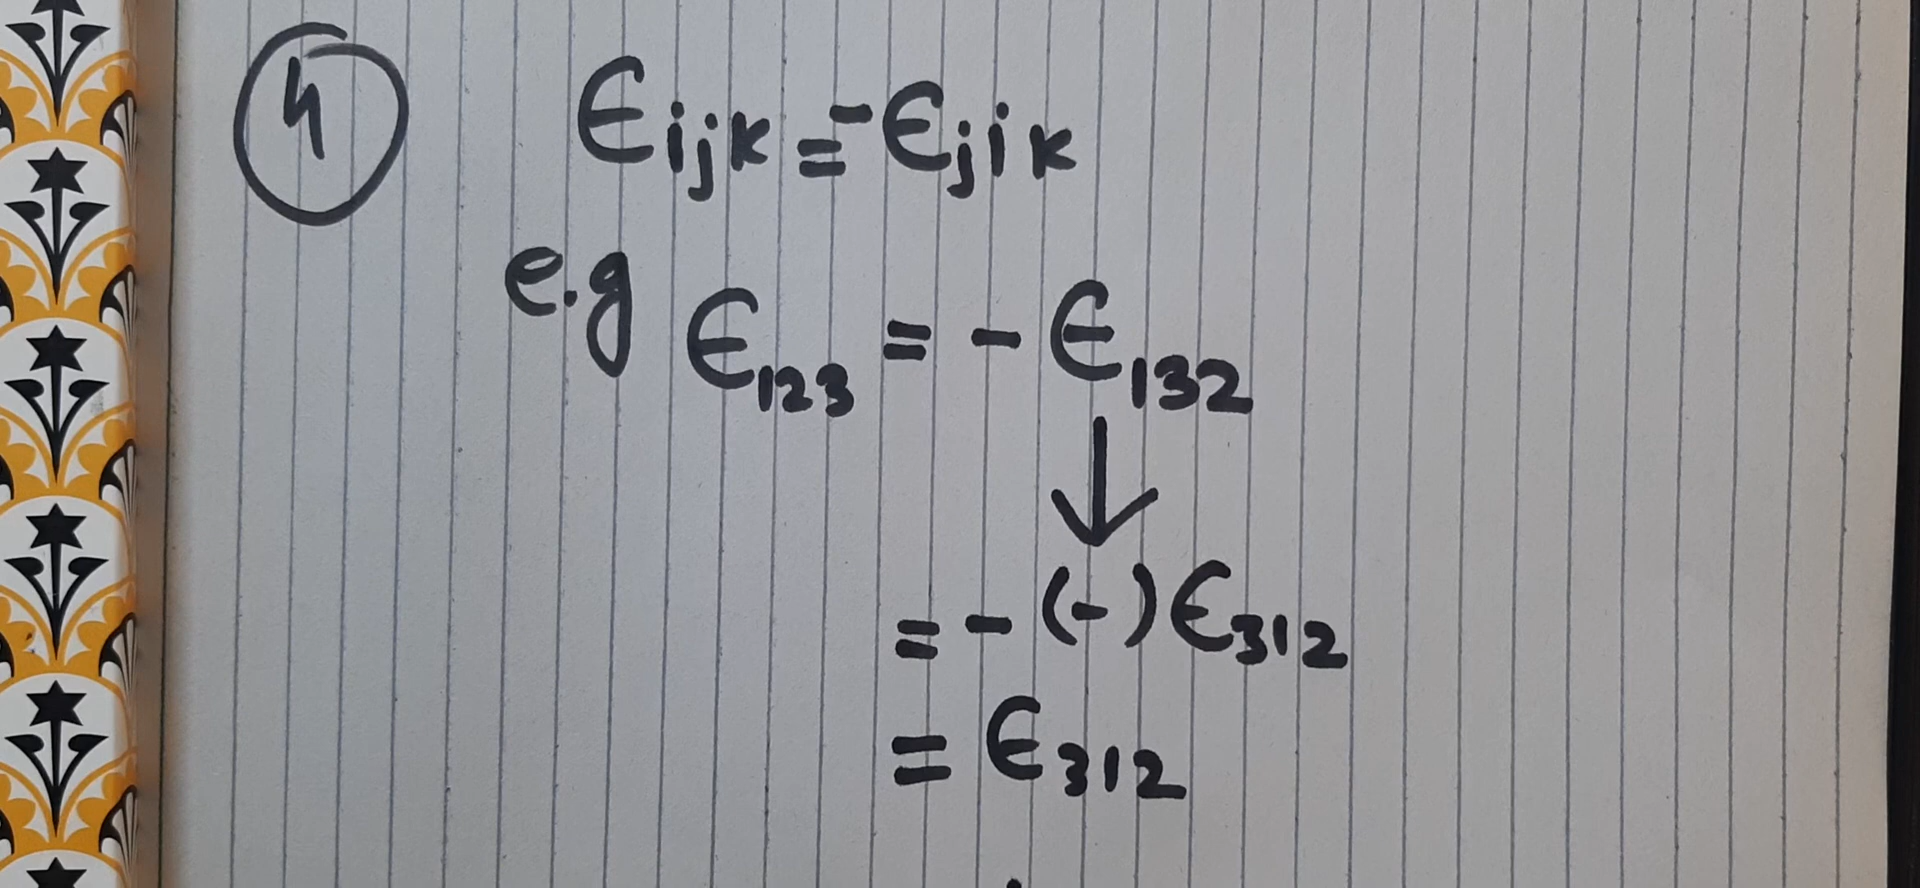 4
ϵijk = -ϵjik
e.g ϵ123 = - ϵ132
↓
= - (-) ϵ312
= ϵ312